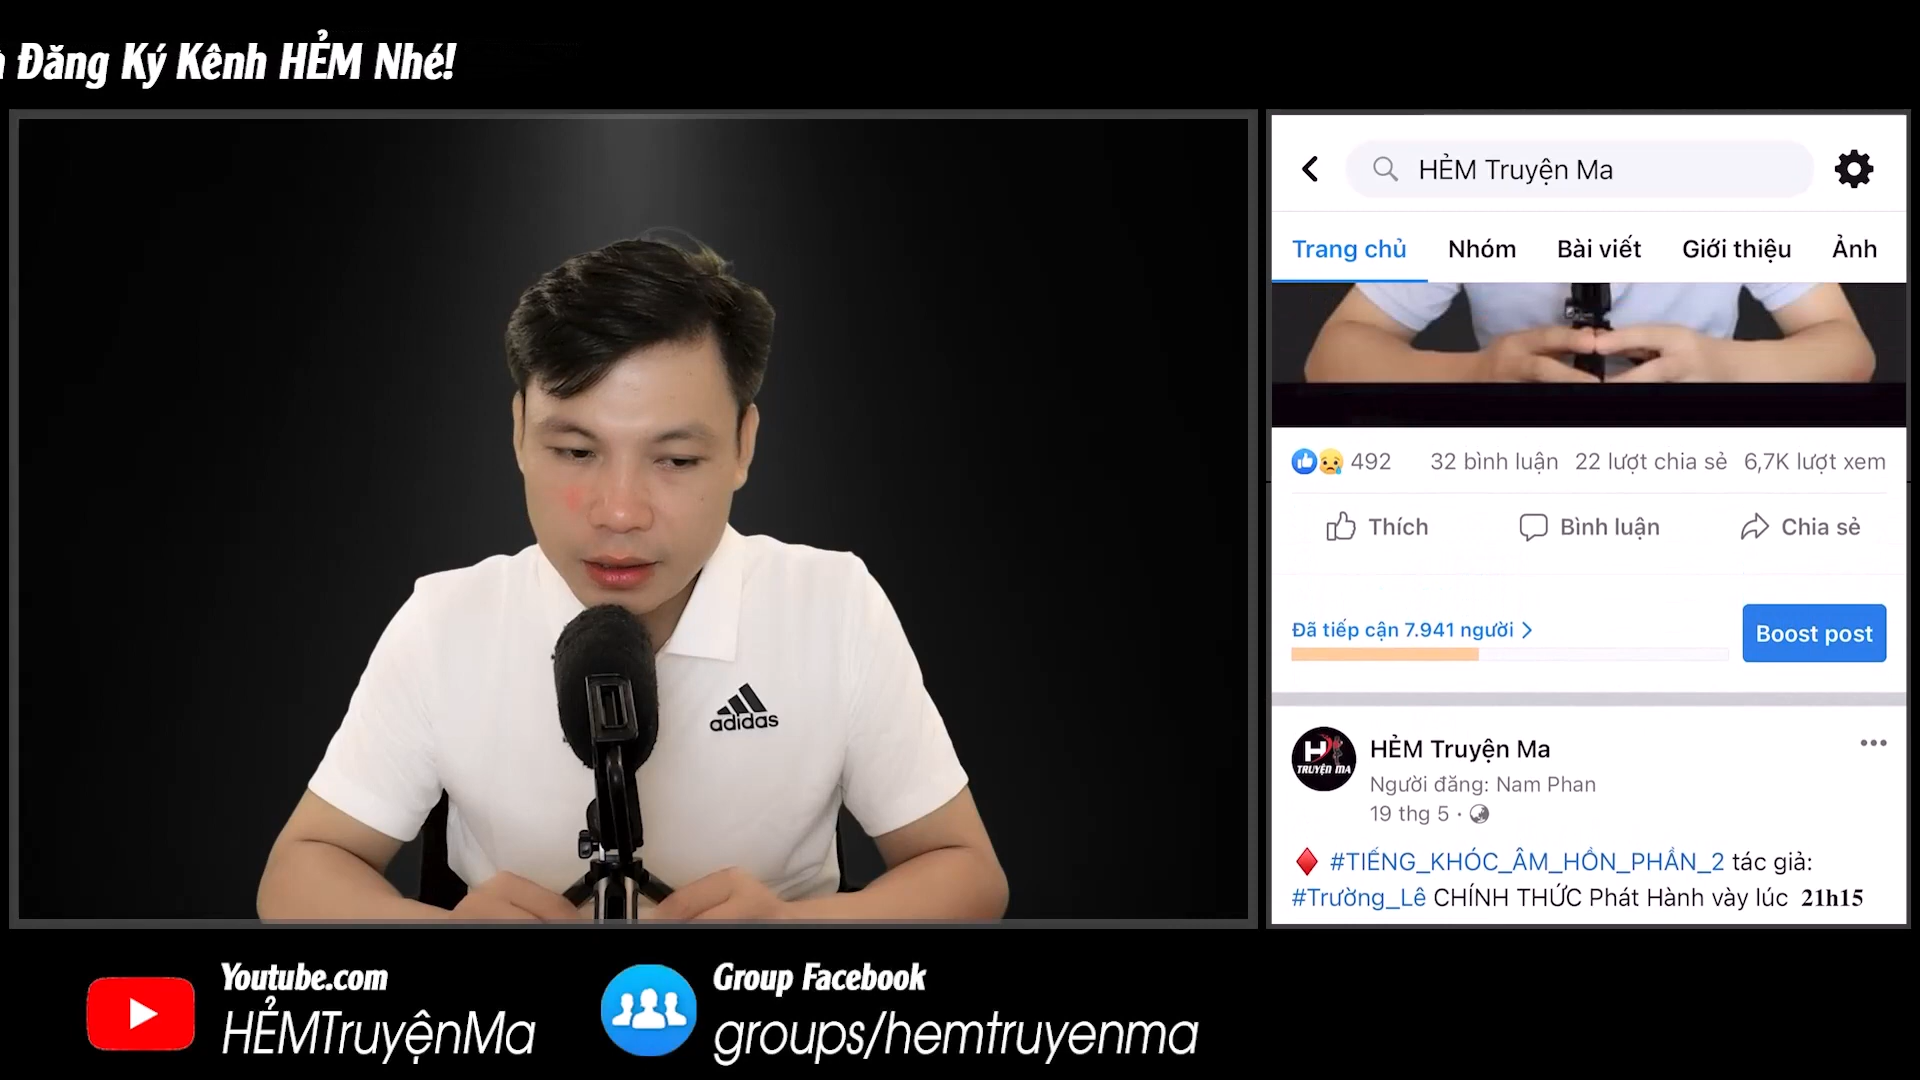 Đăng Ký Kênh HẺM Nhé!
HẺM Truyện Ma
Trang chủ Nhóm Bài viết Giới thiệu Ảnh
492 32 bình luận 22 lượt chia sẻ 6,7K lượt xem
Thích Bình luận Chia sẻ
Đã tiếp cận 7.941 người
Boost post
H
TRUYỆN MA
HẺM Truyện Ma
Người đăng: Nam Phan
19 thg 5 ·
#TIẾNG_KHÓC_ÂM_HỒN_PHẦN_2 tác giả:
#Trường_Lê CHÍNH THỨC Phát Hành vày lúc 21h15
adidas
Youtube.com
HẺMTruyệnMa
Group Facebook
groups/hemtruyenma